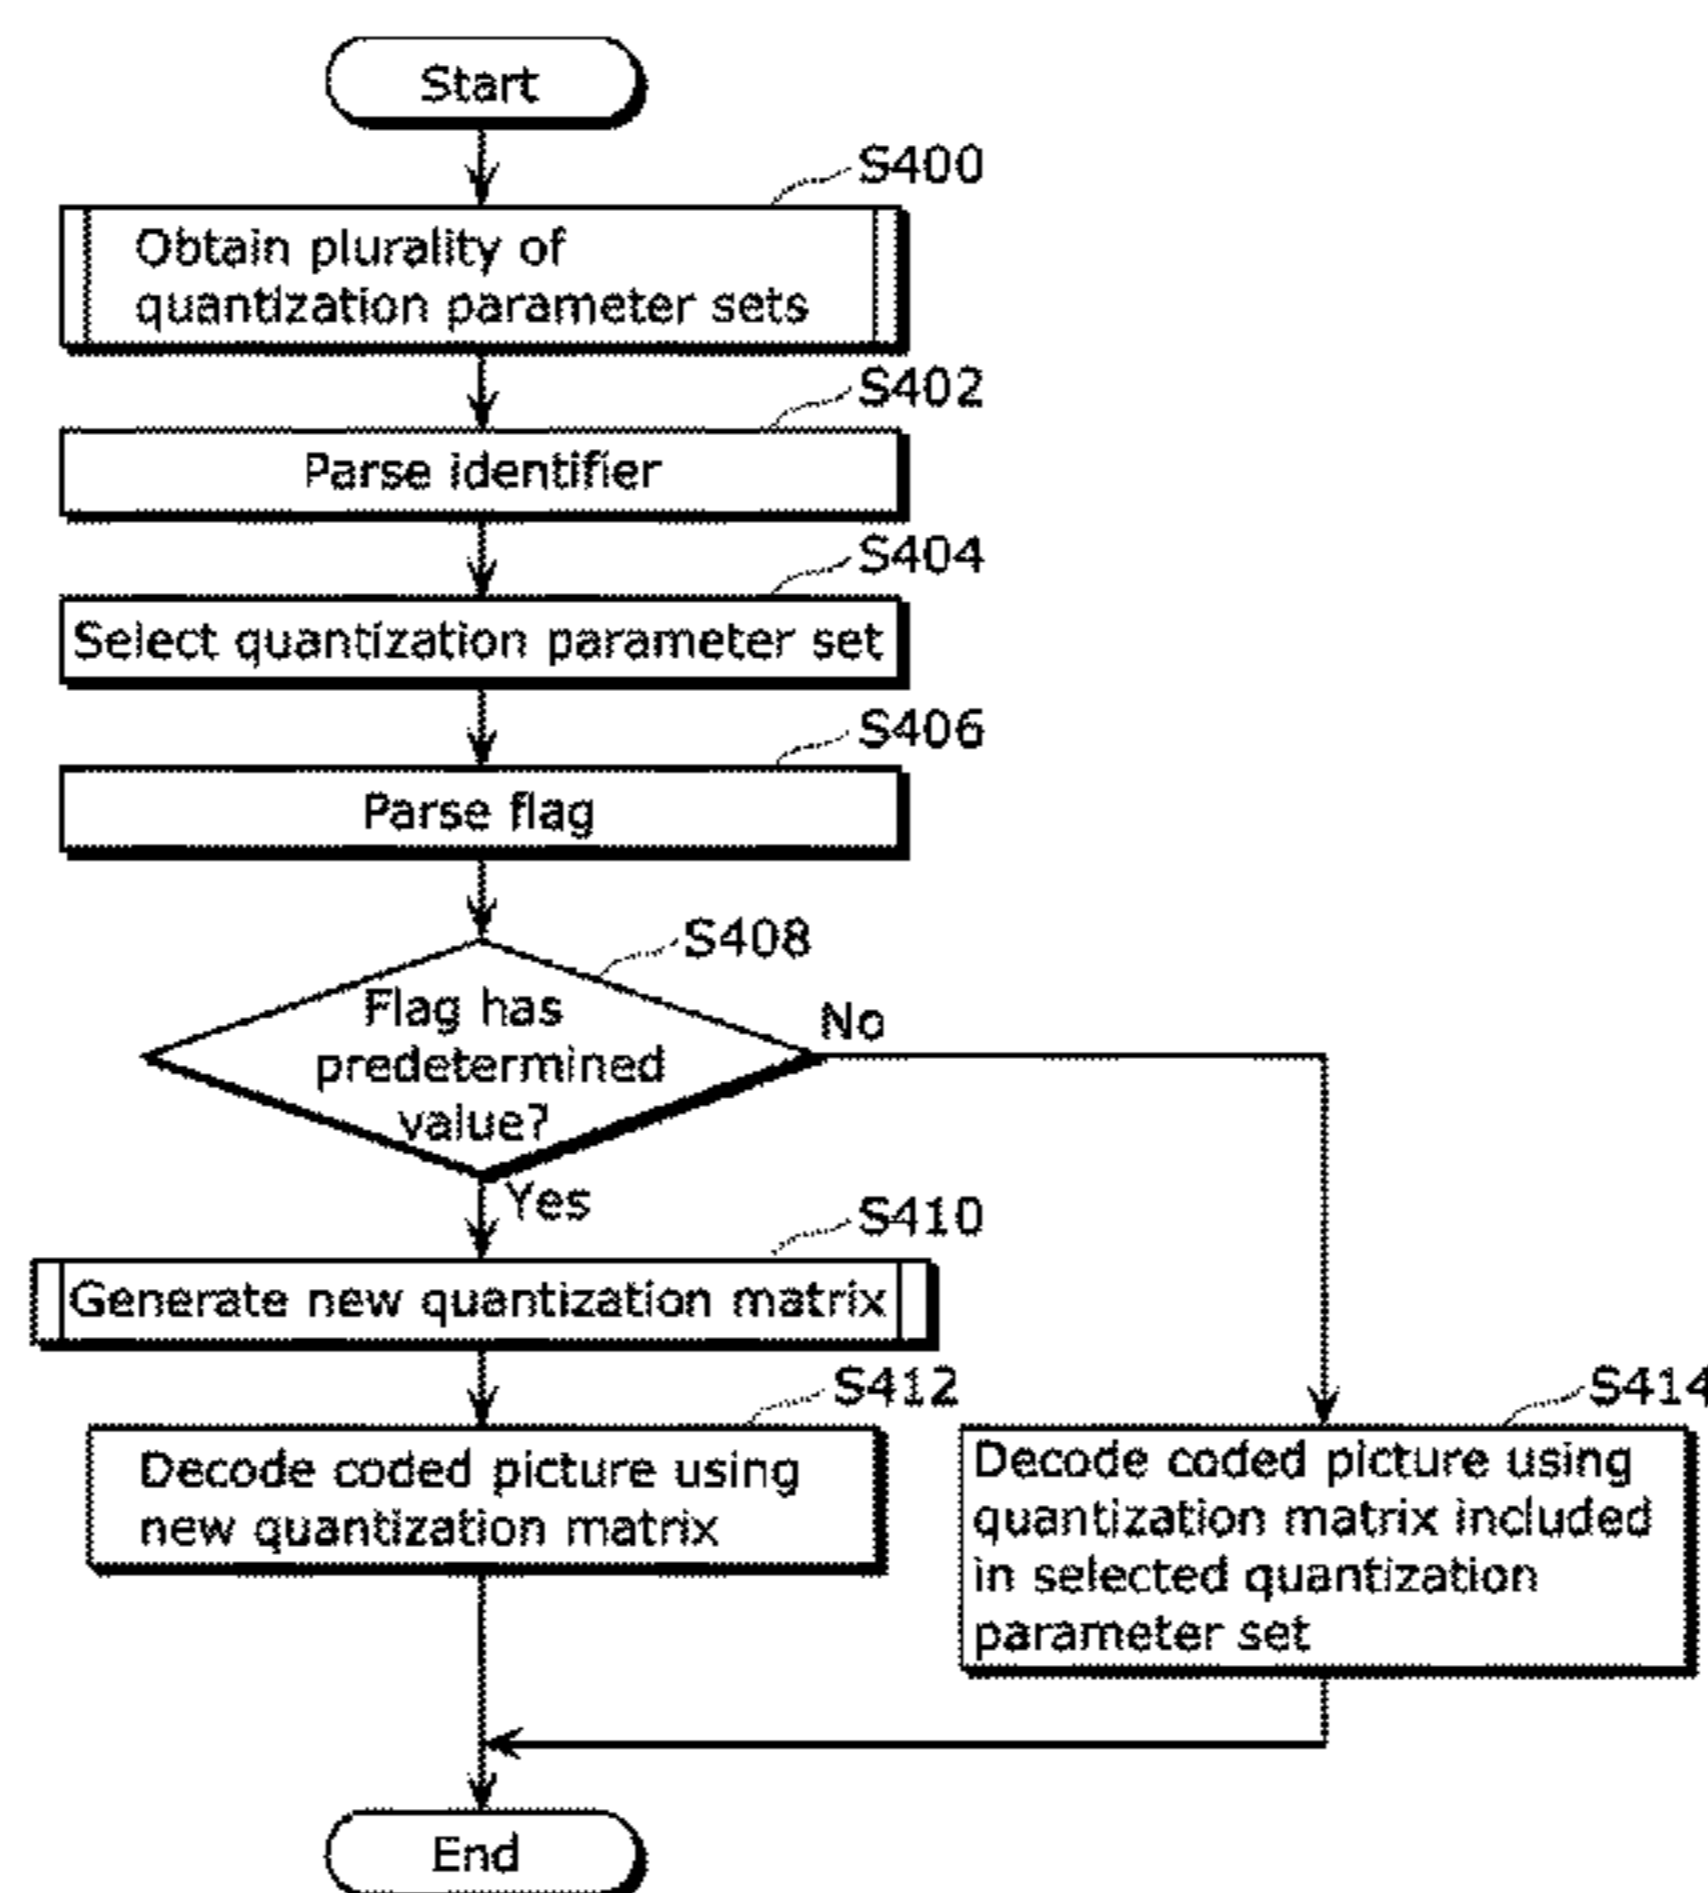 Start
S400
Obtain plurality of
quantization parameter sets
S402
Parse identifier
S404
Select quantization parameter set
S406
Parse flag
S408
Flag has
predetermined
value?
No
Yes
S410
Generate new quantization matrix
S412
Decode coded picture using
new quantization matrix
S414
Decode coded picture using
quantization matrix included
in selected quantization
parameter set
End